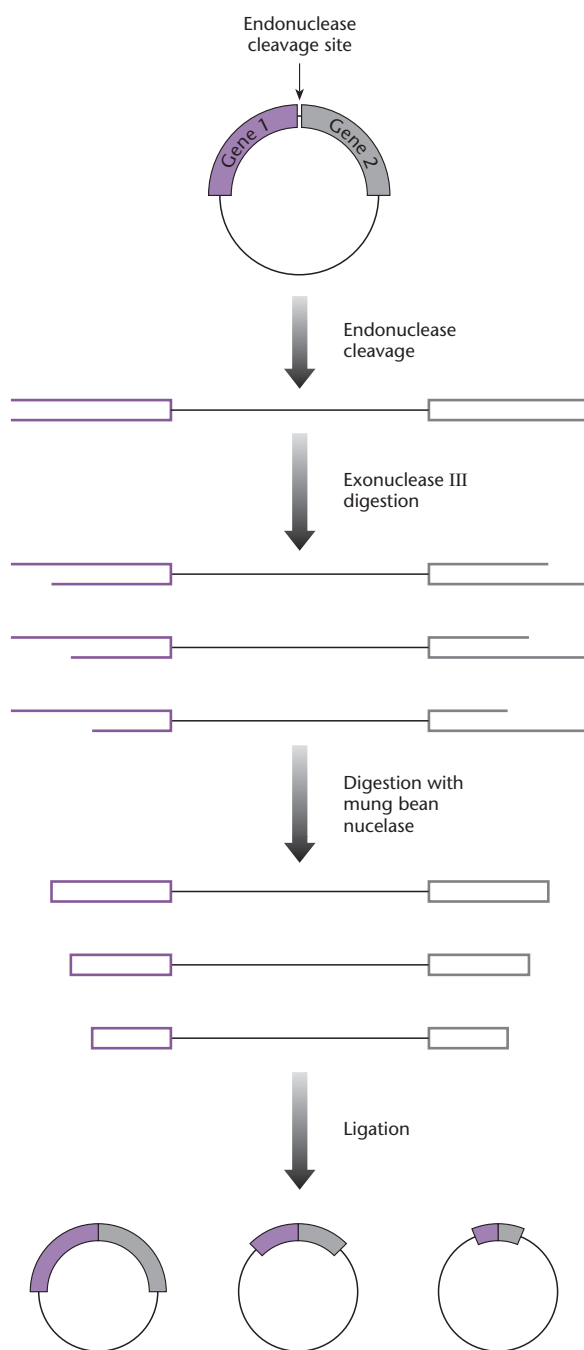 Endonuclease
cleavage site
Gene 1
Gene 2
Endonuclease
cleavage
Exonuclease III
digestion
Digestion with
mung bean
nucelase
Ligation